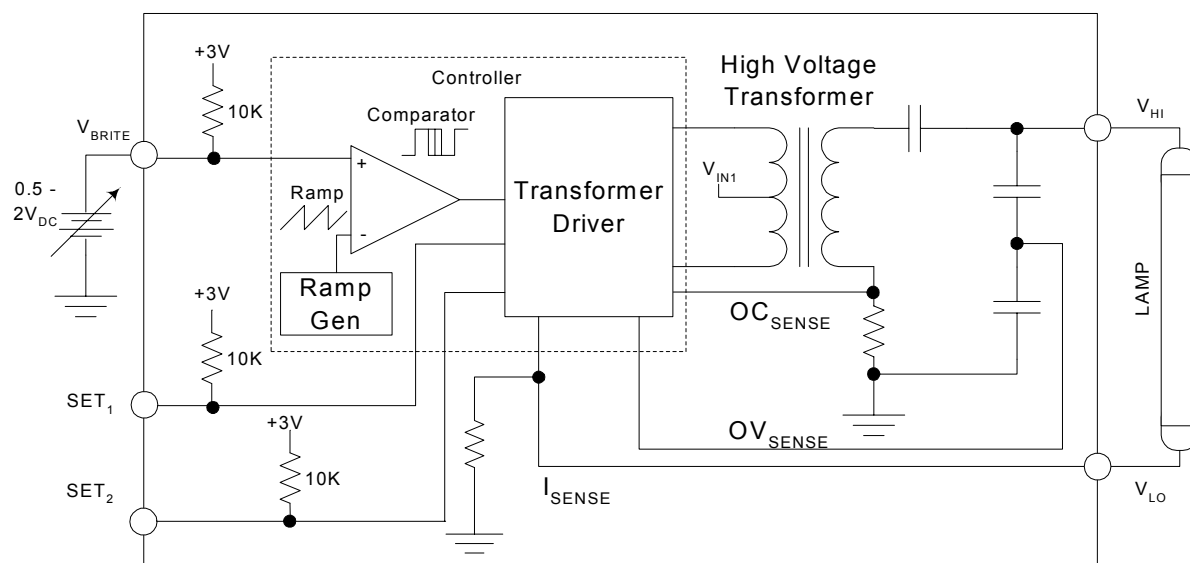 +3V
Controller
High Voltage
Transformer
10K
Comparator
V_BRITE
V_HI
+
Ramp
Transformer
Driver
V_IN1
0.5 -
2V_DC
-
Ramp
Gen
LAMP
+3V
OC_SENSE
10K
SET_1
+3V
OV_SENSE
10K
SET_2
I_SENSE
V_LO